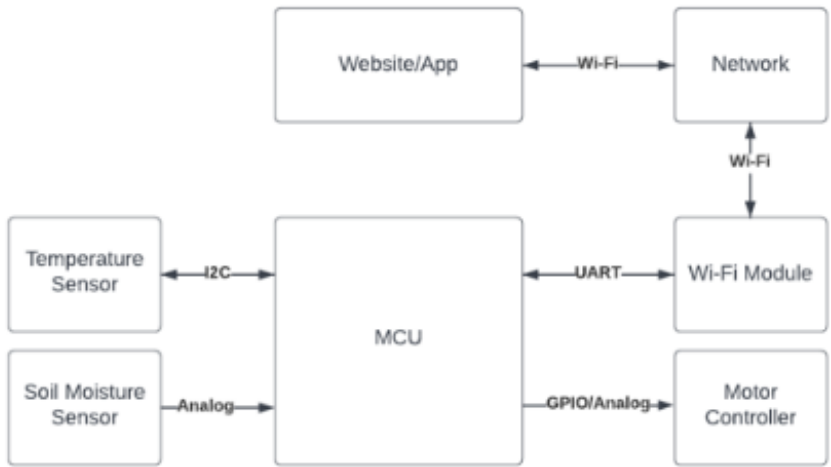 Website/App
Wi-Fi
Network
Wi-Fi
Temperature
Sensor
I2C
MCU
UART
Wi-Fi Module
Soil Moisture
Sensor
Analog
GPIO/Analog
Motor
Controller